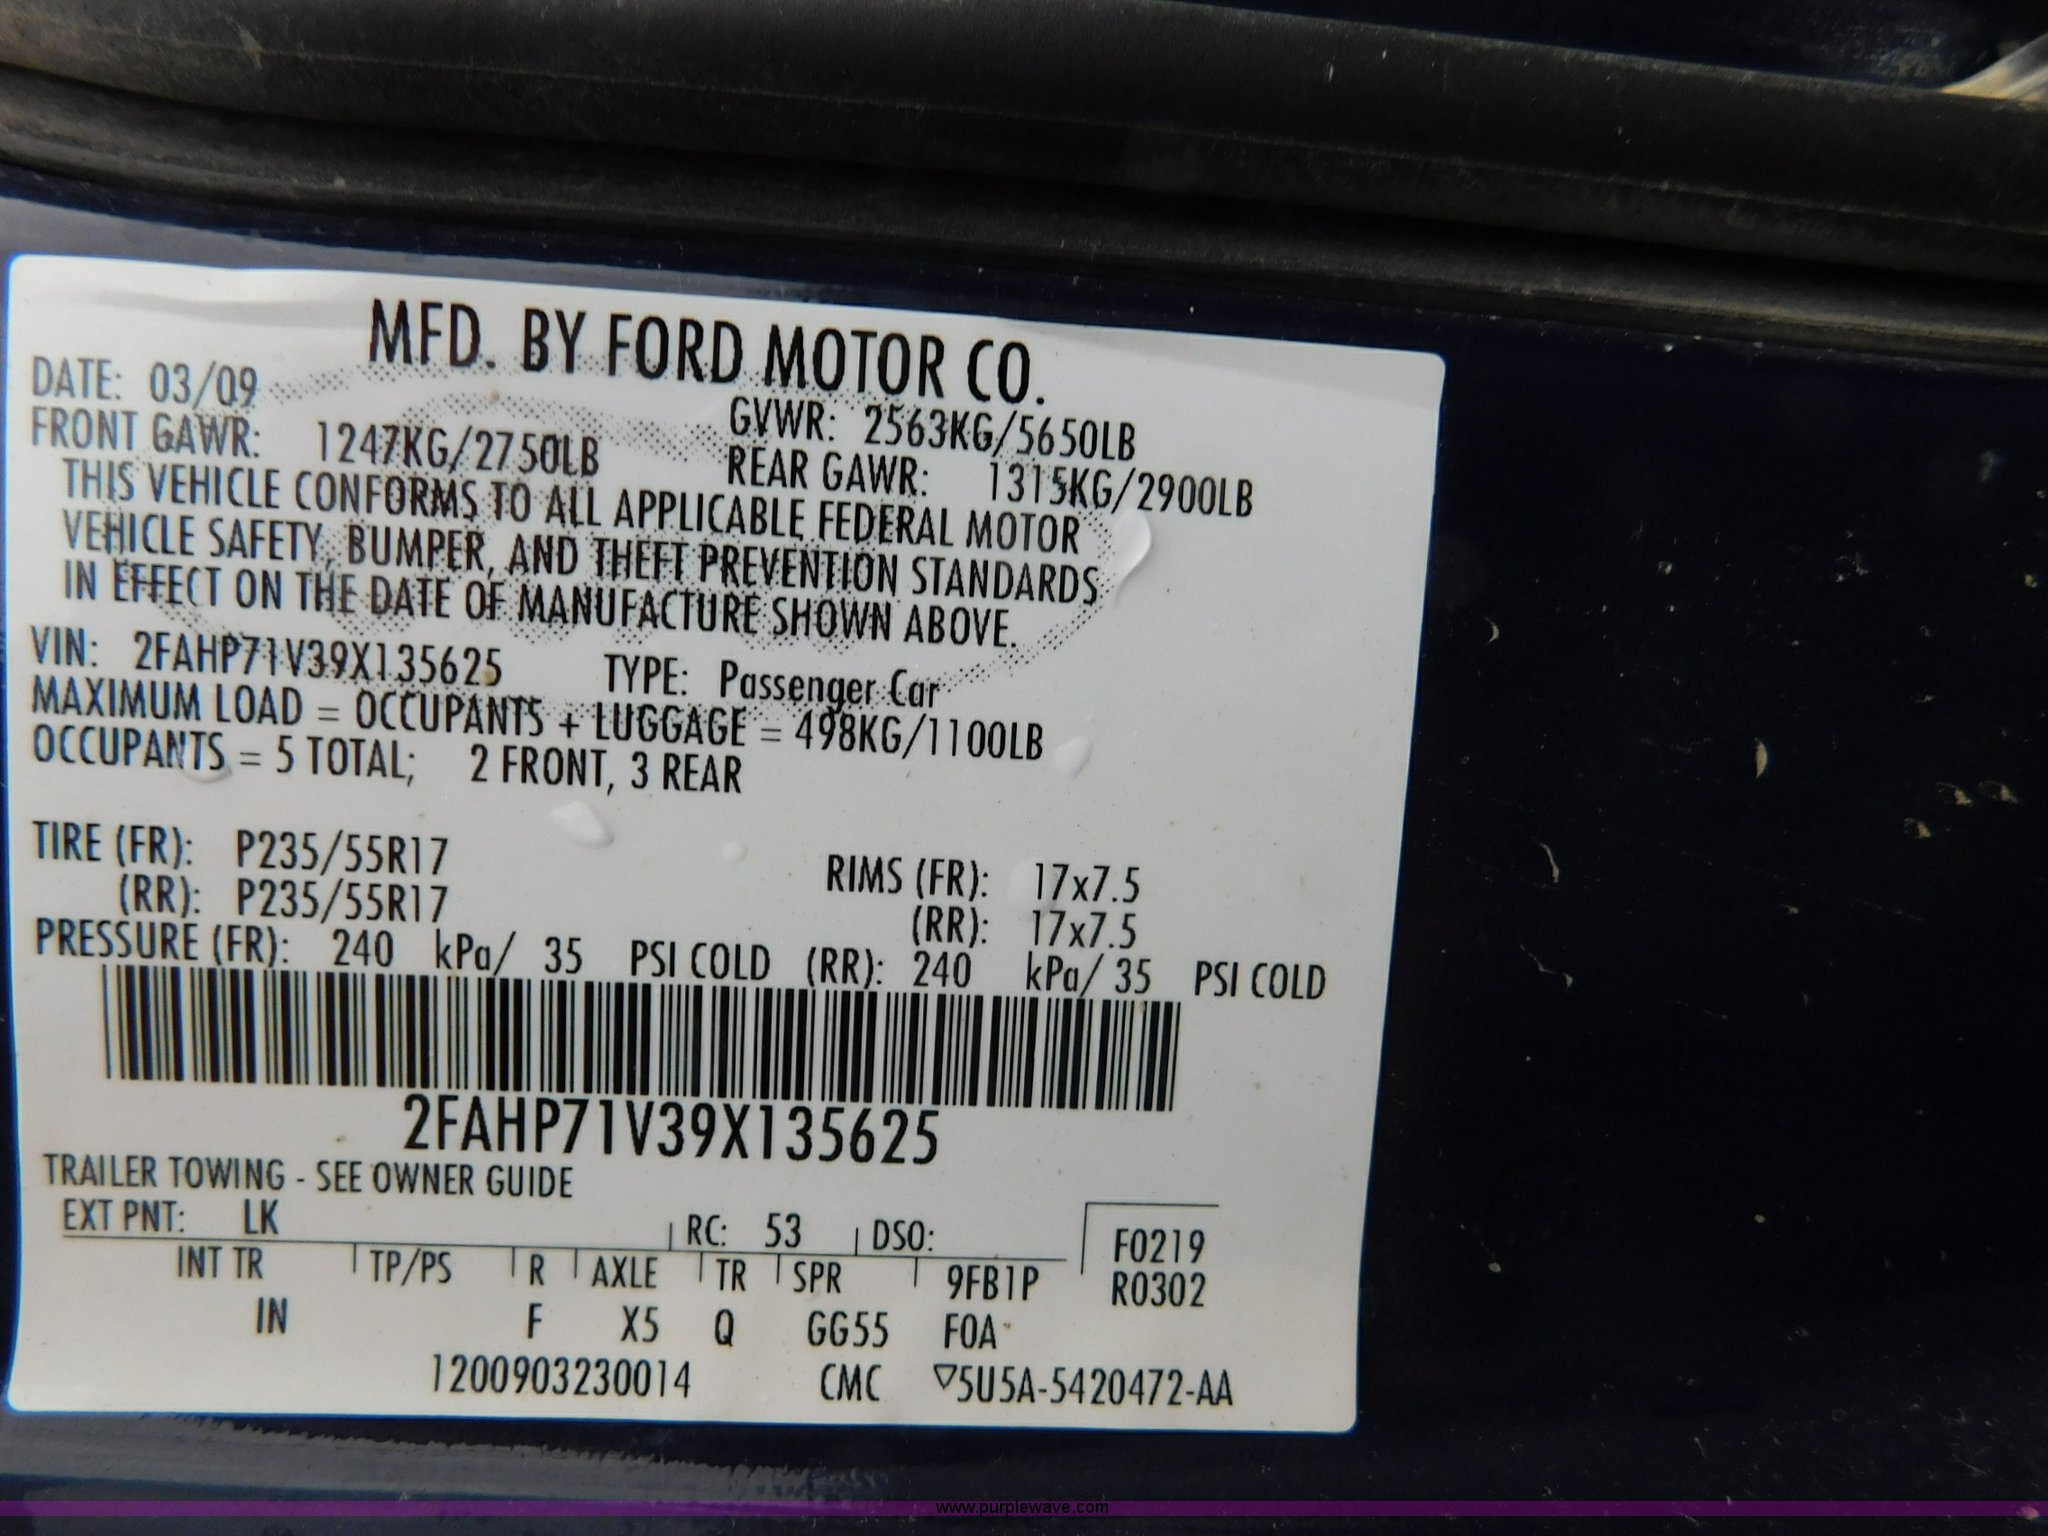 MFD. BY FORD MOTOR CO.
DATE: 03/09
GVWR: 2563KG/5650LB
FRONT GAWR: 1247KG/2750LB
REAR GAWR: 1315KG/2900LB
THIS VEHICLE CONFORMS TO ALL APPLICABLE FEDERAL MOTOR
VEHICLE SAFETY, BUMPER, AND THEFT PREVENTION STANDARDS
IN EFFECT ON THE DATE OF MANUFACTURE SHOWN ABOVE.
VIN: 2FAHP71V39X135625 TYPE: Passenger Car
MAXIMUM LOAD = OCCUPANTS + LUGGAGE = 498KG/1100LB
OCCUPANTS = 5 TOTAL; 2 FRONT, 3 REAR
TIRE (FR): P235/55R17 RIMS (FR): 17x7.5
(RR): P235/55R17 (RR): 17x7.5
PRESSURE (FR): 240 kPa/ 35 PSI COLD (RR): 240 kPa/ 35 PSI COLD
2FAHP71V39X135625
TRAILER TOWING - SEE OWNER GUIDE
EXT PNT: LK RC: 53 DSO: F0219
INT TR TP/PS R AXLE TR SPR 9FB1P R0302
IN F X5 Q GG55 F0A
1200903230014 CMC ▽5U5A-5420472-AA
www.purplewave.com